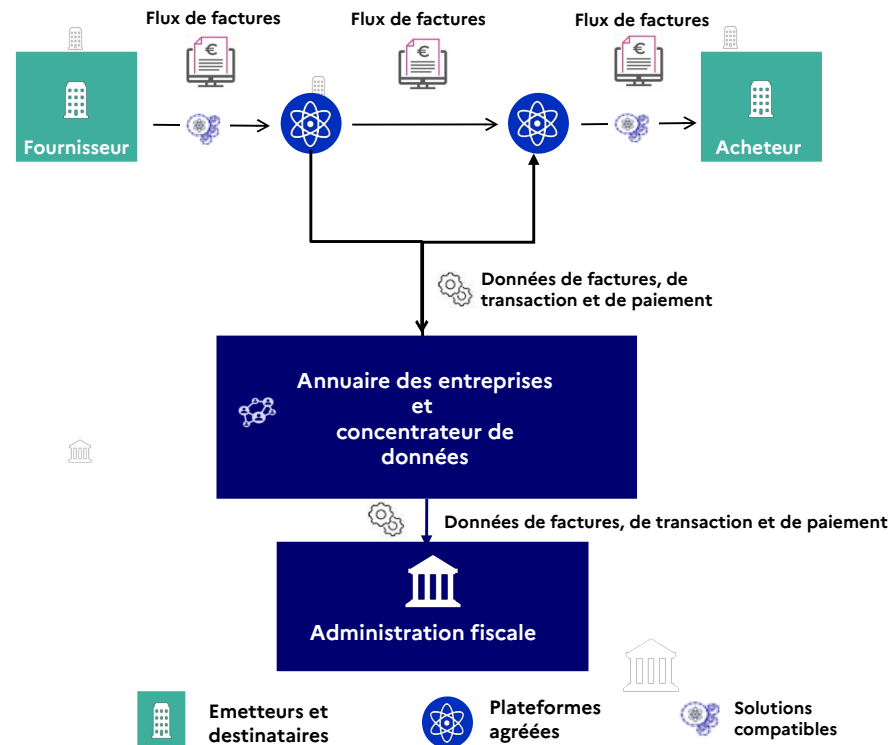 Flux de factures
Flux de factures
Flux de factures
€
€
€
Fournisseur
Acheteur
Données de factures, de
transaction et de paiement
Annuaire des entreprises
et
concentrateur de
données
Données de factures, de transaction et de paiement
Administration fiscale
Emetteurs et
destinataires
Plateformes
agréées
Solutions
compatibles